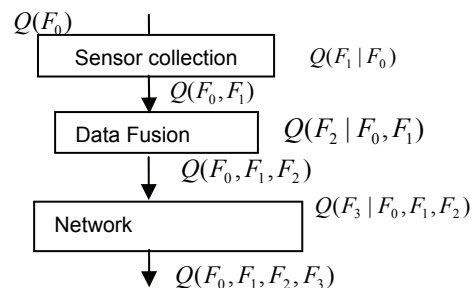 Q(F₀)
Sensor collection Q(F₁ | F₀)
Q(F₀, F₁)
Data Fusion Q(F₂ | F₀, F₁)
Q(F₀, F₁, F₂)
Network Q(F₃ | F₀, F₁, F₂)
Q(F₀, F₁, F₂, F₃)